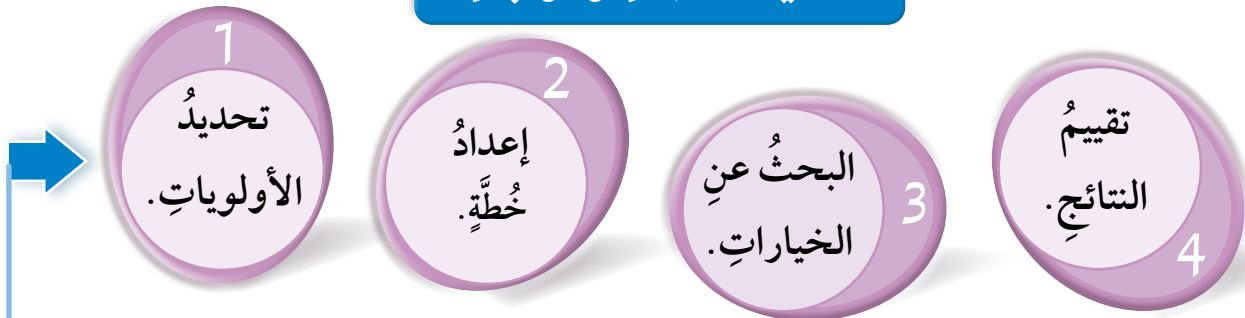 1
تحديدُ
الأولوياتِ.
2
إعدادُ
خُطَّةٍ.
3
البحثُ عنِ
الخياراتِ.
4
تقييمُ
النتائجِ.